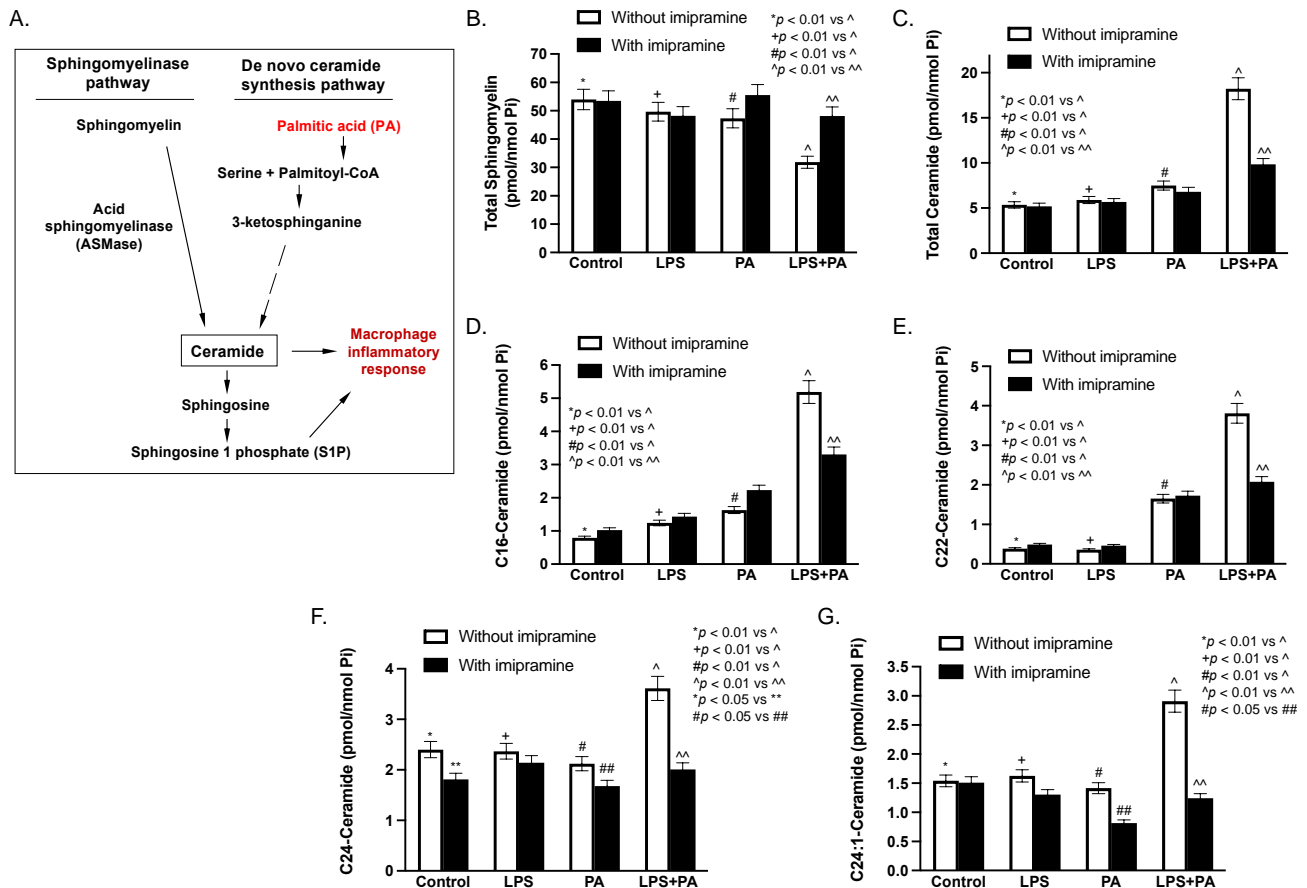 A.
Sphingomyelinase
pathway
De novo ceramide
synthesis pathway
Sphingomyelin
Palmitic acid (PA)
Serine + Palmitoyl-CoA
3-ketosphinganine
Acid
sphingomyelinase
(ASMase)
Ceramide
Macrophage
inflammatory
response
Sphingosine
Sphingosine 1 phosphate (S1P)
B.
Without imipramine
With imipramine
*p < 0.01 vs ^
+p < 0.01 vs ^
#p < 0.01 vs ^
^p < 0.01 vs ^^
Total Sphingomyelin
(pmol/nmol Pi)
70
60
50
40
30
20
10
0
*
+
#
^
^^
Control LPS PA LPS+PA
C.
Without imipramine
With imipramine
*p < 0.01 vs ^
+p < 0.01 vs ^
#p < 0.01 vs ^
^p < 0.01 vs ^^
Total Ceramide (pmol/nmol Pi)
20
15
10
5
0
*
+
#
^
^^
Control LPS PA LPS+PA
D.
Without imipramine
With imipramine
*p < 0.01 vs ^
+p < 0.01 vs ^
#p < 0.01 vs ^
^p < 0.01 vs ^^
C16-Ceramide (pmol/nmol Pi)
6
5
4
3
2
1
0
*
+
#
^
^^
Control LPS PA LPS+PA
E.
Without imipramine
With imipramine
*p < 0.01 vs ^
+p < 0.01 vs ^
#p < 0.01 vs ^
^p < 0.01 vs ^^
C22-Ceramide (pmol/nmol Pi)
5
4
3
2
1
0
*
+
#
^
^^
Control LPS PA LPS+PA
F.
Without imipramine
With imipramine
*p < 0.01 vs ^
+p < 0.01 vs ^
#p < 0.01 vs ^
^p < 0.01 vs ^^
*p < 0.05 vs **
#p < 0.05 vs ##
C24-Ceramide (pmol/nmol Pi)
4
3
2
1
0
*
**
+
#
##
^
^^
Control LPS PA LPS+PA
G.
Without imipramine
With imipramine
*p < 0.01 vs ^
+p < 0.01 vs ^
#p < 0.01 vs ^
^p < 0.01 vs ^^
#p < 0.05 vs ##
C24:1-Ceramide (pmol/nmol Pi)
3.5
3.0
2.5
2.0
1.5
1.0
0.5
0.0
*
+
#
##
^
^^
Control LPS PA LPS+PA